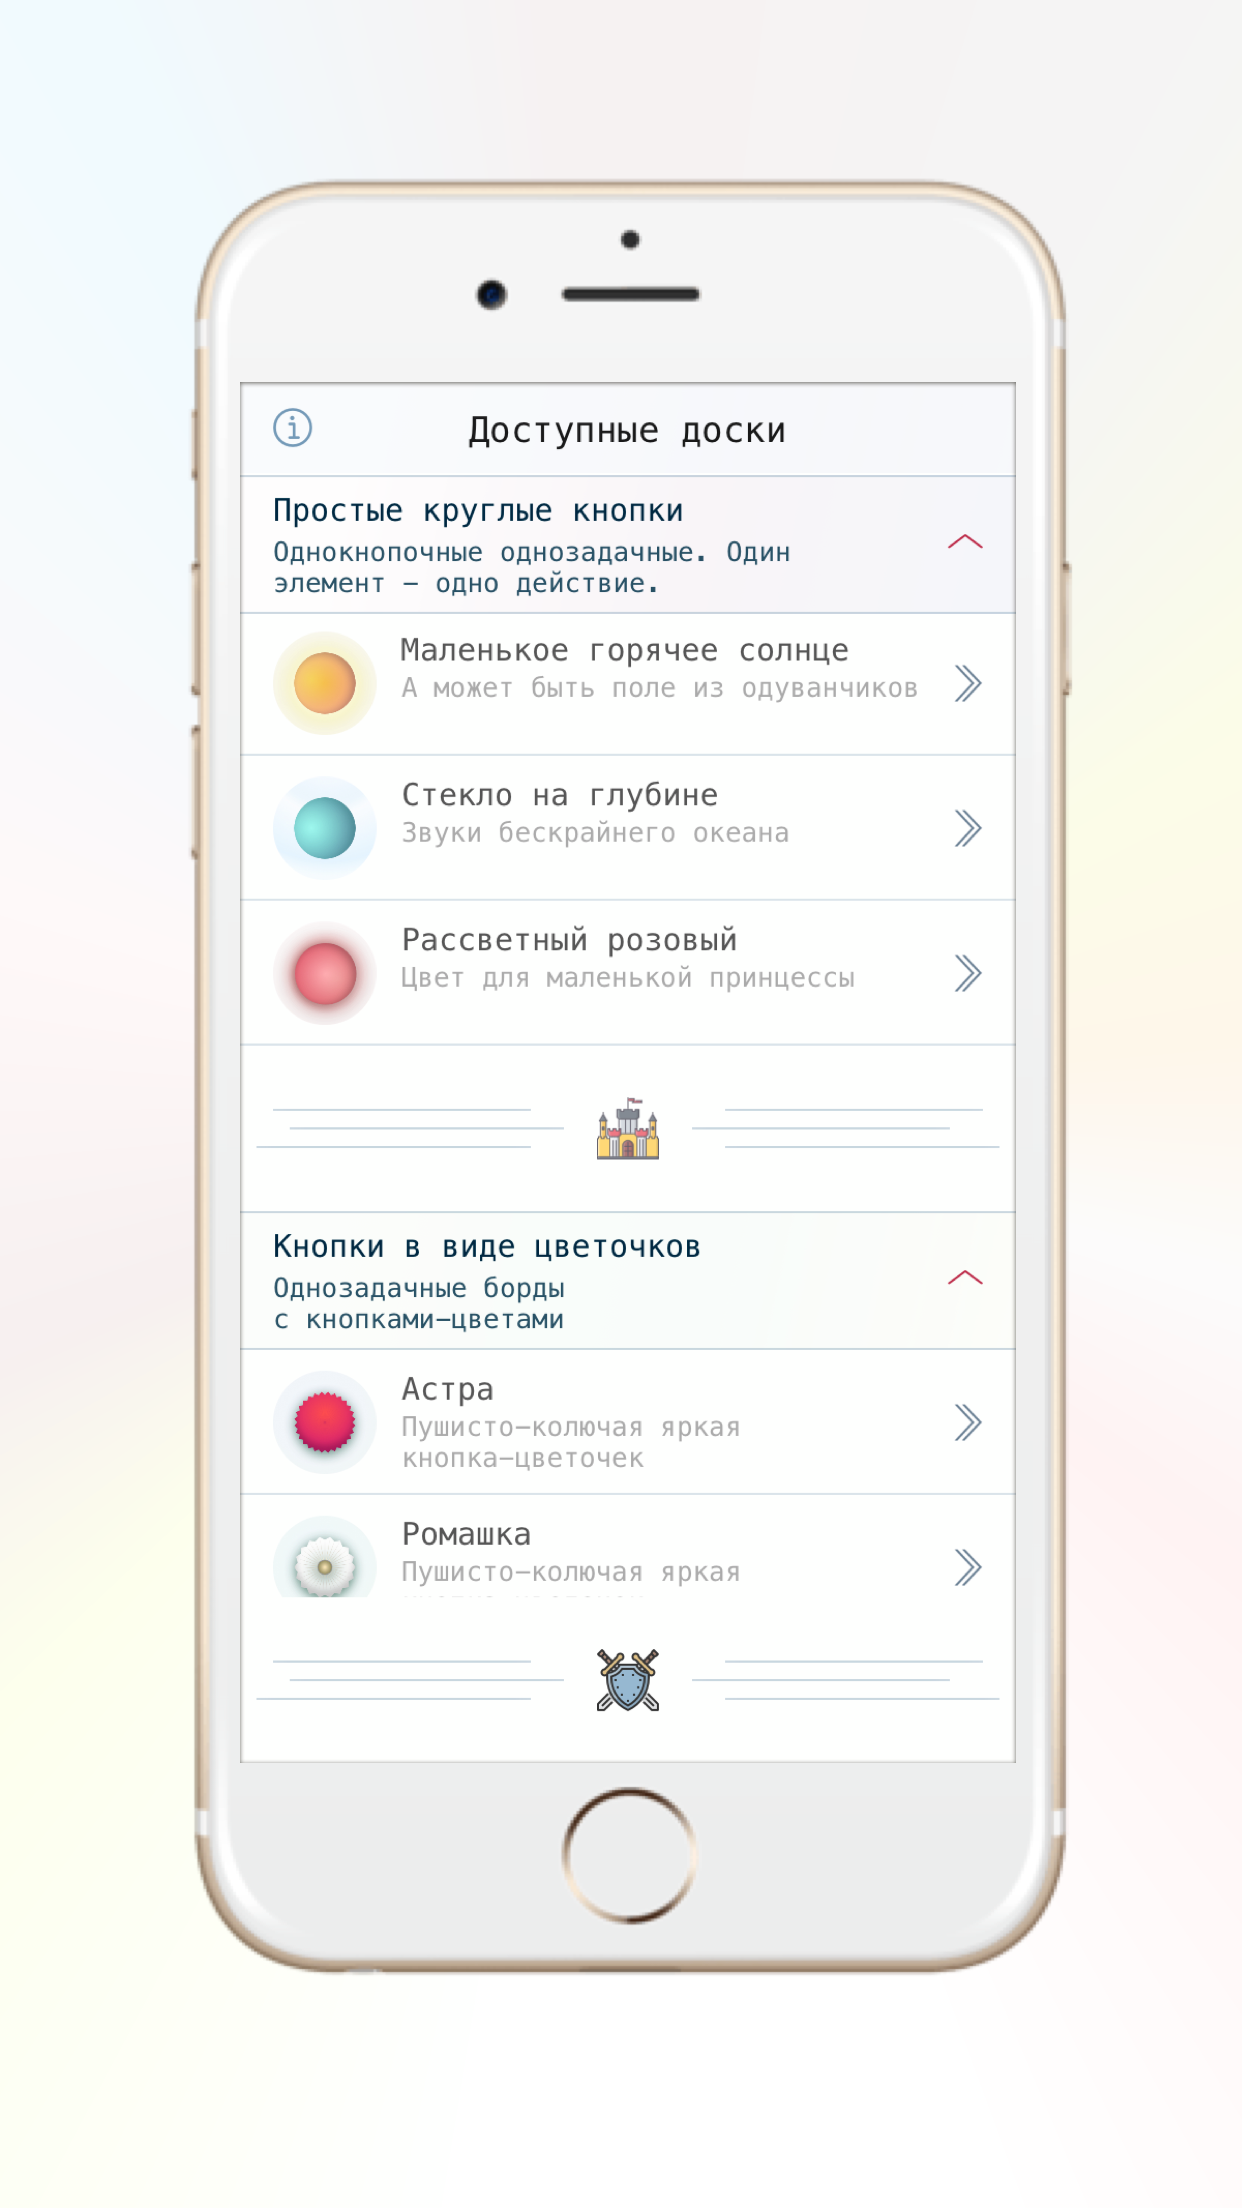 Доступные доски
Простые круглые кнопки
Однокнопочные однозадачные. Один
элемент – одно действие.
Маленькое горячее солнце
А может быть поле из одуванчиков
Стекло на глубине
Звуки бескрайнего океана
Рассветный розовый
Цвет для маленькой принцессы
Кнопки в виде цветочков
Однозадачные борды
с кнопками–цветами
Астра
Пушисто–колючая яркая
кнопка–цветочек
Ромашка
Пушисто–колючая яркая